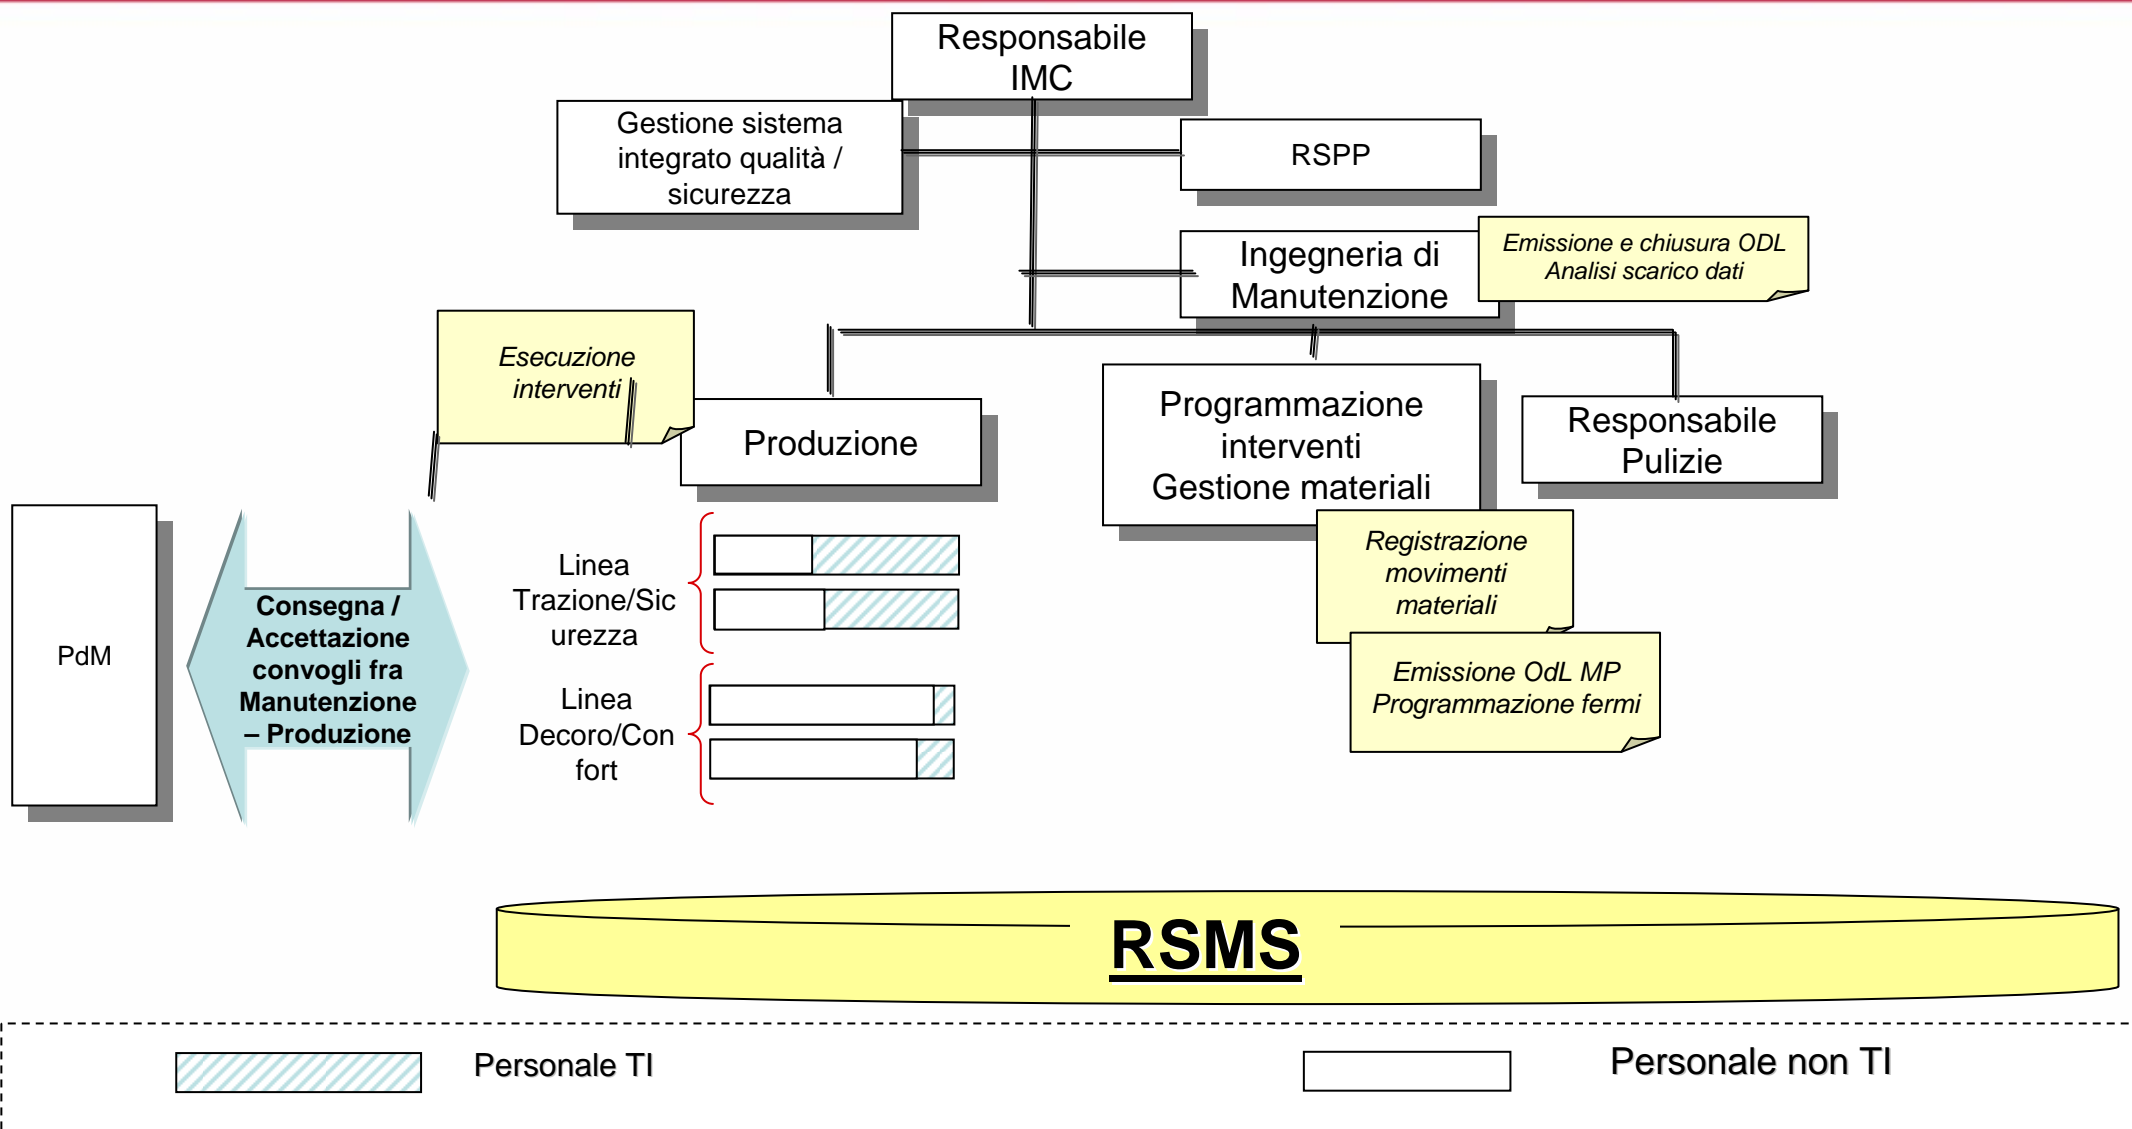 Responsabile
IMC
Gestione sistema
integrato qualità /
sicurezza
RSPP
Ingegneria di
Manutenzione
Emissione e chiusura ODL
Analisi scarico dati
Esecuzione
interventi
Produzione
Programmazione
interventi
Gestione materiali
Responsabile
Pulizie
Registrazione
movimenti
materiali
Emissione OdL MP
Programmazione fermi
PdM
Consegna /
Accettazione
convogli fra
Manutenzione
– Produzione
Linea
Trazione/Sic
urezza
Linea
Decoro/Con
fort
RSMS
Personale TI
Personale non TI